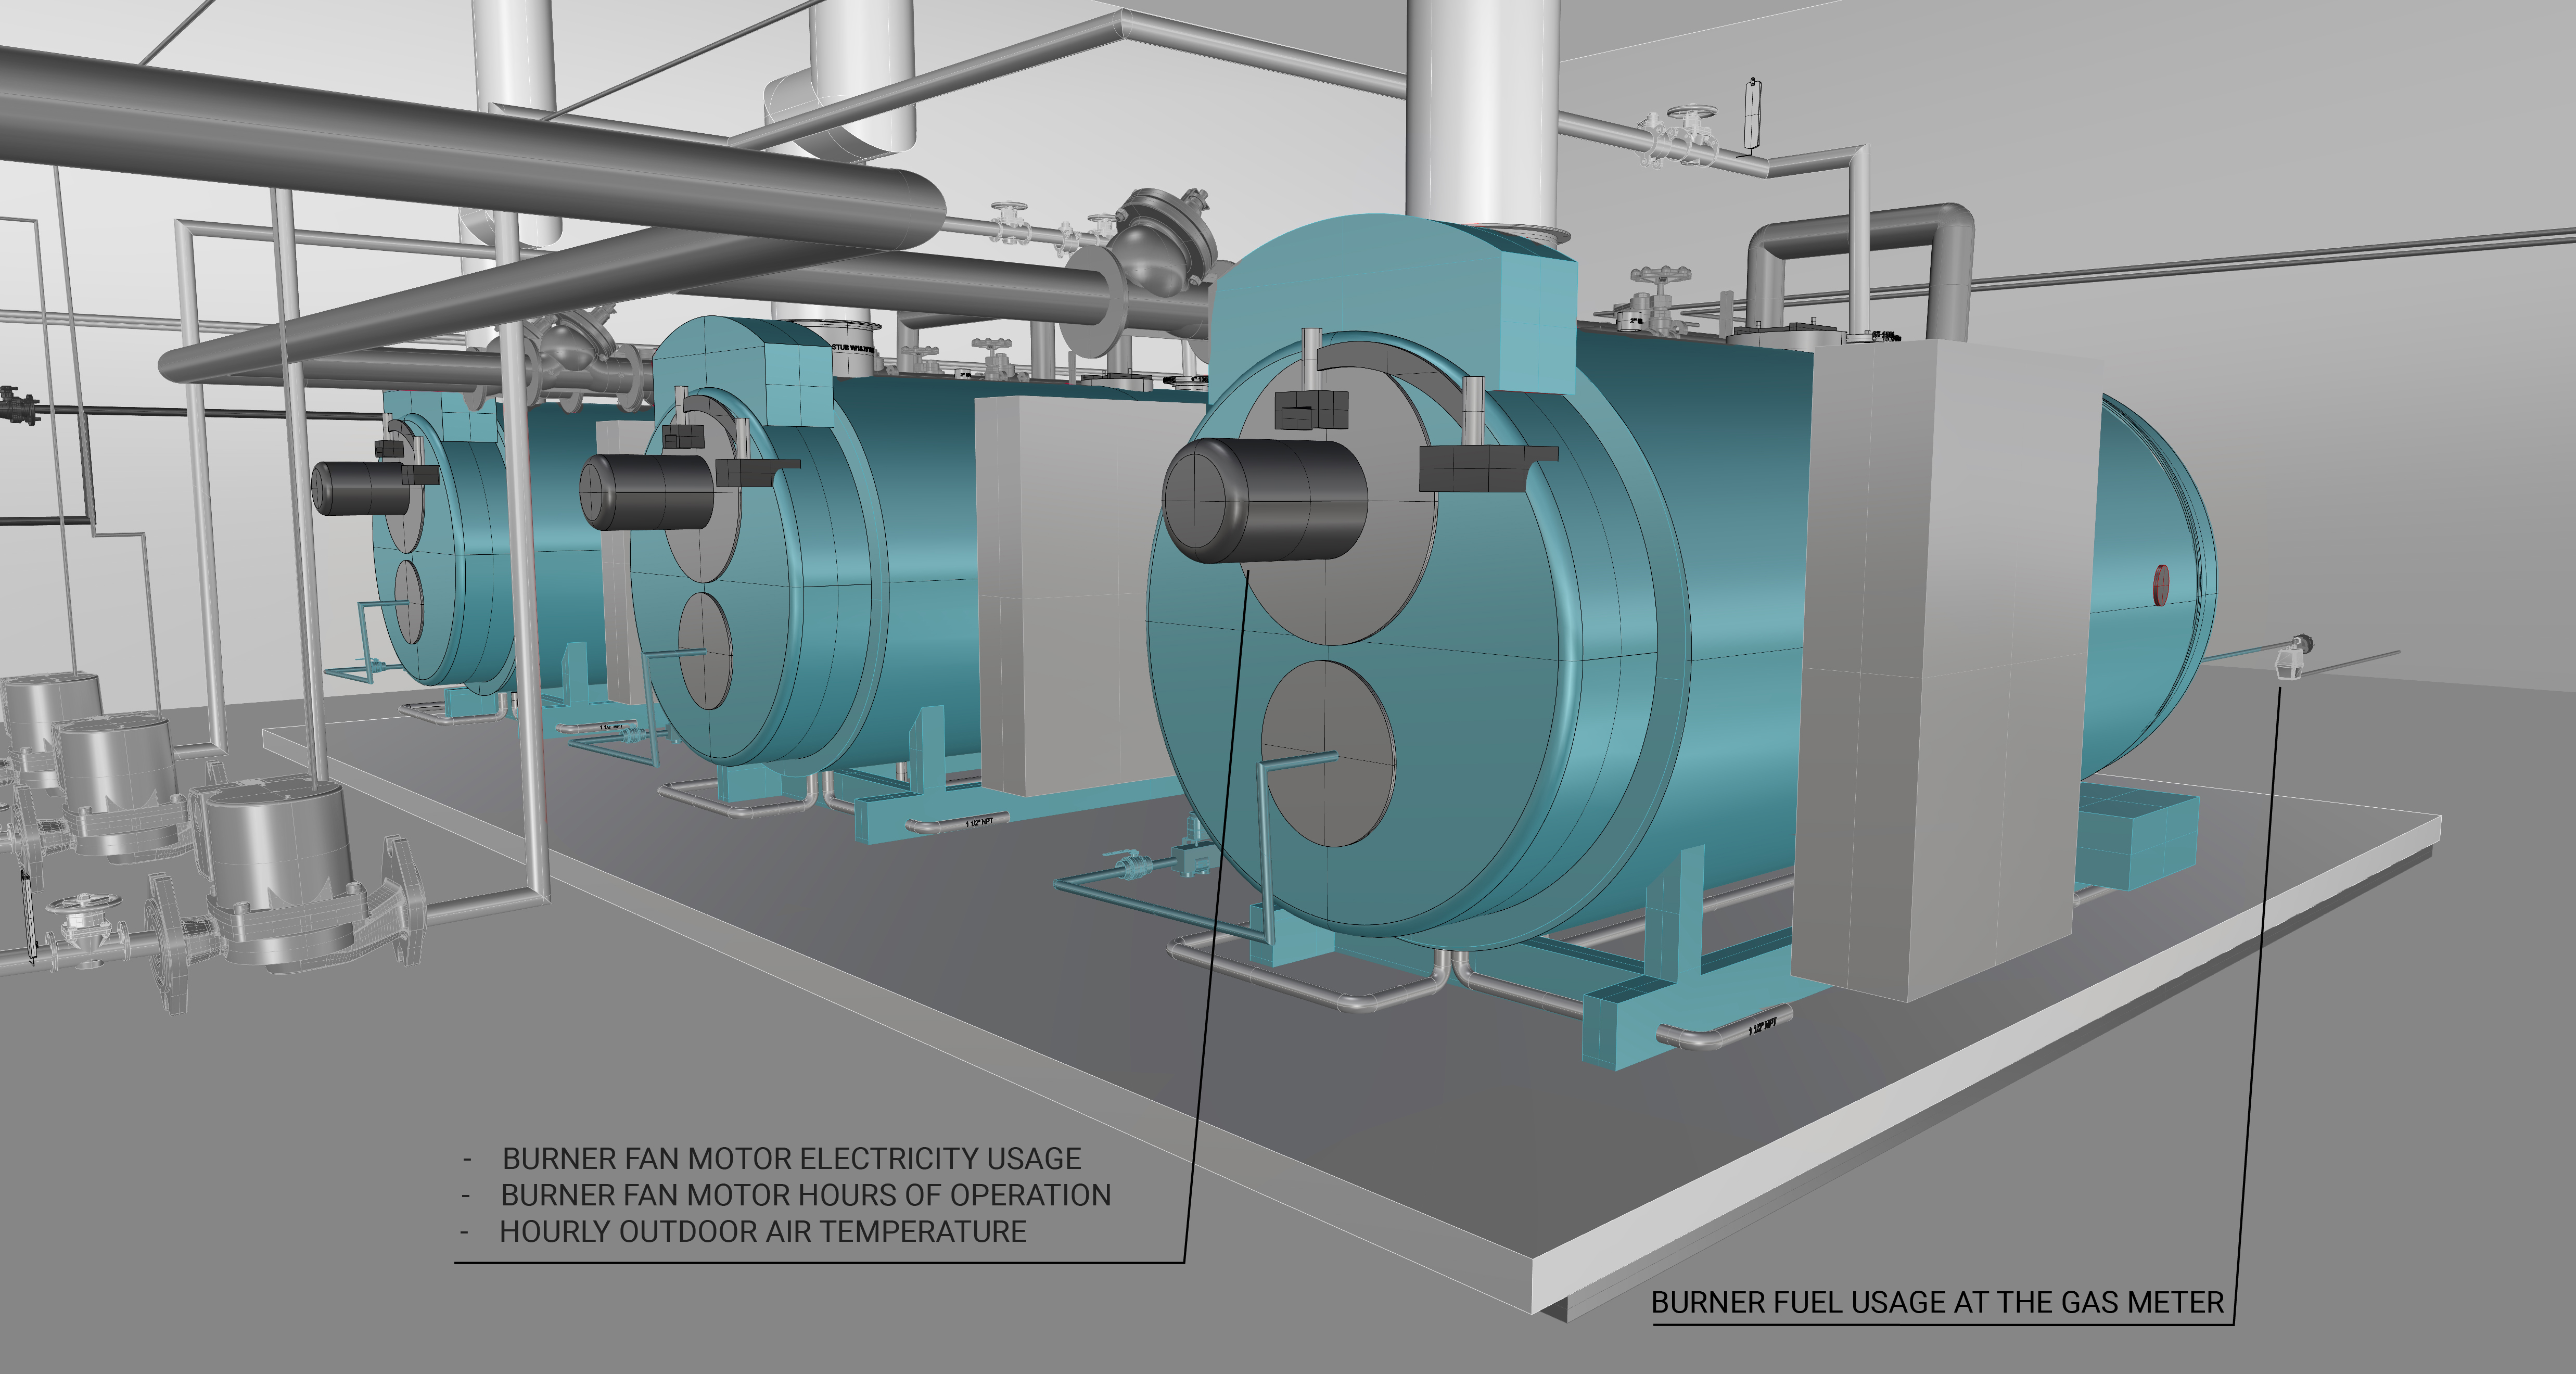 1 1/2" NPT
1 1/2" NPT
- BURNER FAN MOTOR ELECTRICITY USAGE
- BURNER FAN MOTOR HOURS OF OPERATION
- HOURLY OUTDOOR AIR TEMPERATURE
BURNER FUEL USAGE AT THE GAS METER